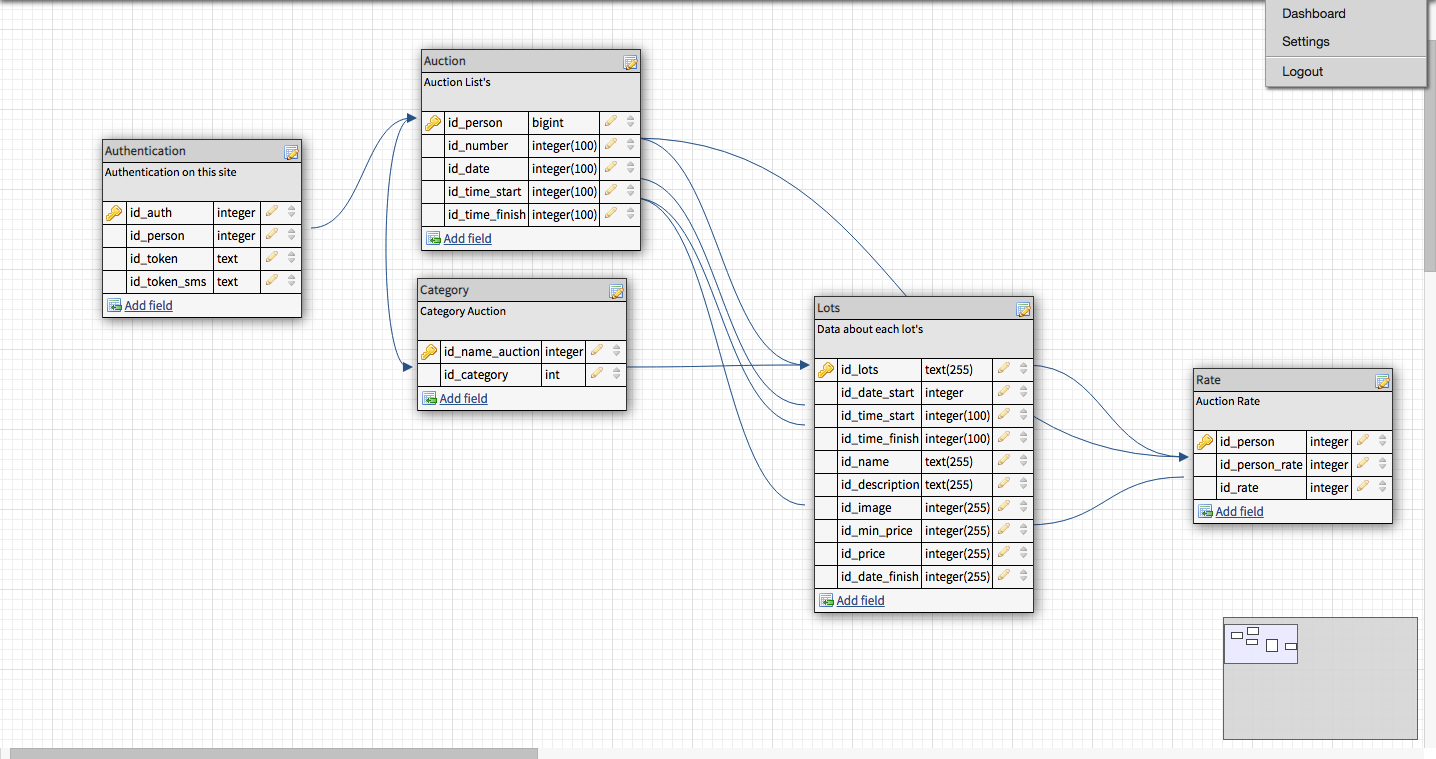 Dashboard
Settings
Logout
Auction
Auction List's
id_person bigint
id_number integer(100)
id_date integer(100)
id_time_start integer(100)
id_time_finish integer(100)
Add field
Authentication
Authentication on this site
id_auth integer
id_person integer
id_token text
id_token_sms text
Add field
Category
Category Auction
id_name_auction integer
id_category int
Add field
Lots
Data about each lot's
id_lots text(255)
id_date_start integer
id_time_start integer(100)
id_time_finish integer(100)
id_name text(255)
id_description text(255)
id_image integer(255)
id_min_price integer(255)
id_price integer(255)
id_date_finish integer(255)
Add field
Rate
Auction Rate
id_person integer
id_person_rate integer
id_rate integer
Add field